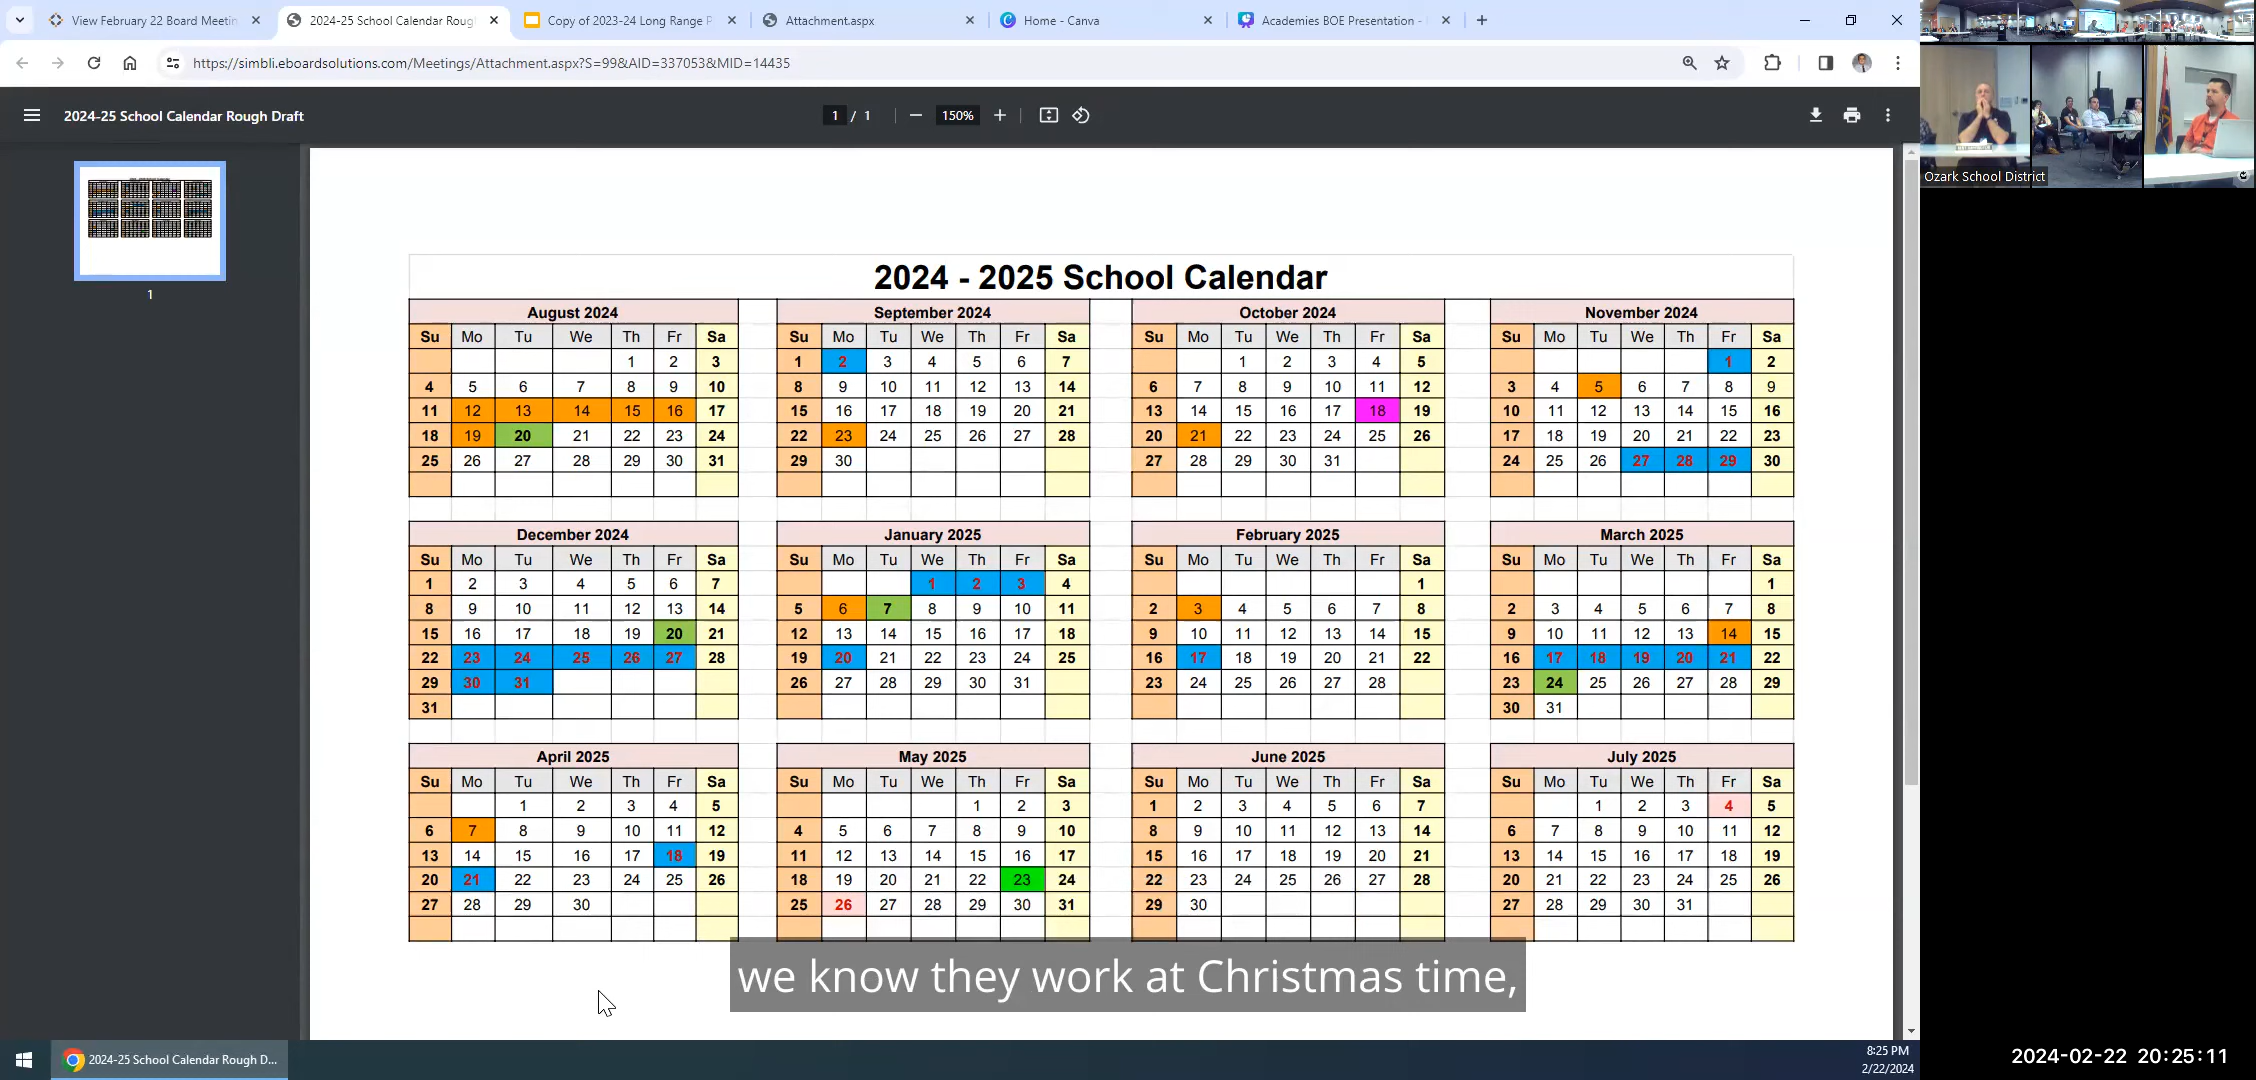 View February 22 Board Meetin
2024-25 School Calendar Roug
Copy of 2023-24 Long Range P
Attachment.aspx
Home - Canva
Academies BOE Presentation -
https://simbli.eboardsolutions.com/Meetings/Attachment.aspx?S=99&AID=337053&MID=14435
2024-25 School Calendar Rough Draft
1 / 1
150%
1
Ozark School District
2024 - 2025 School Calendar
August 2024
Su Mo Tu We Th Fr Sa
1 2 3
4 5 6 7 8 9 10
11 12 13 14 15 16 17
18 19 20 21 22 23 24
25 26 27 28 29 30 31
September 2024
Su Mo Tu We Th Fr Sa
1 2 3 4 5 6 7
8 9 10 11 12 13 14
15 16 17 18 19 20 21
22 23 24 25 26 27 28
29 30
October 2024
Su Mo Tu We Th Fr Sa
1 2 3 4 5
6 7 8 9 10 11 12
13 14 15 16 17 18 19
20 21 22 23 24 25 26
27 28 29 30 31
November 2024
Su Mo Tu We Th Fr Sa
1 2
3 4 5 6 7 8 9
10 11 12 13 14 15 16
17 18 19 20 21 22 23
24 25 26 27 28 29 30
December 2024
Su Mo Tu We Th Fr Sa
1 2 3 4 5 6 7
8 9 10 11 12 13 14
15 16 17 18 19 20 21
22 23 24 25 26 27 28
29 30 31
31
January 2025
Su Mo Tu We Th Fr Sa
1 2 3 4
5 6 7 8 9 10 11
12 13 14 15 16 17 18
19 20 21 22 23 24 25
26 27 28 29 30 31
February 2025
Su Mo Tu We Th Fr Sa
1
2 3 4 5 6 7 8
9 10 11 12 13 14 15
16 17 18 19 20 21 22
23 24 25 26 27 28
March 2025
Su Mo Tu We Th Fr Sa
1
2 3 4 5 6 7 8
9 10 11 12 13 14 15
16 17 18 19 20 21 22
23 24 25 26 27 28 29
30 31
April 2025
Su Mo Tu We Th Fr Sa
1 2 3 4 5
6 7 8 9 10 11 12
13 14 15 16 17 18 19
20 21 22 23 24 25 26
27 28 29 30
May 2025
Su Mo Tu We Th Fr Sa
1 2 3
4 5 6 7 8 9 10
11 12 13 14 15 16 17
18 19 20 21 22 23 24
25 26 27 28 29 30 31
June 2025
Su Mo Tu We Th Fr Sa
1 2 3 4 5 6 7
8 9 10 11 12 13 14
15 16 17 18 19 20 21
22 23 24 25 26 27 28
29 30
July 2025
Su Mo Tu We Th Fr Sa
1 2 3 4 5
6 7 8 9 10 11 12
13 14 15 16 17 18 19
20 21 22 23 24 25 26
27 28 29 30 31
we know they work at Christmas time,
2024-25 School Calendar Rough D...
8:25 PM
2/22/2024
2024-02-22 20:25:11